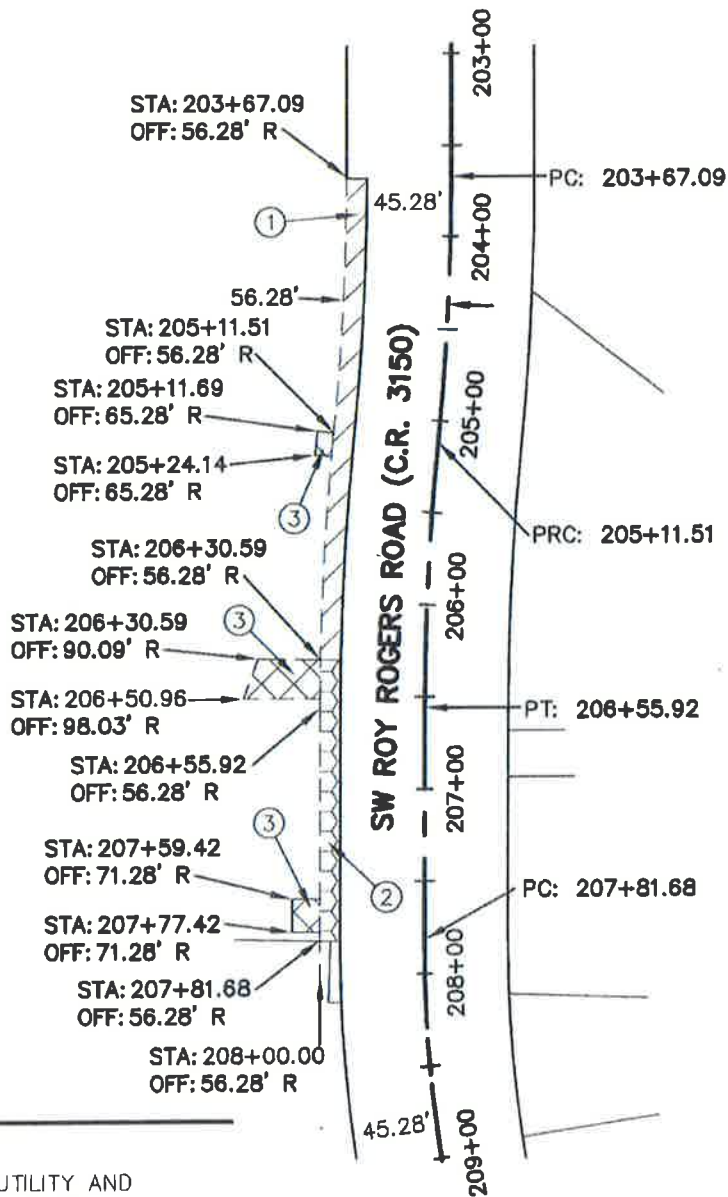 203+00
STA: 203+67.09
OFF: 56.28' R
PC: 203+67.09
45.28'
1
204+00
56.28'
STA: 205+11.51
OFF: 56.28' R
STA: 205+11.69
OFF: 65.28' R
205+00
STA: 205+24.14
OFF: 65.28' R
3
SW ROY ROGERS ROAD (C.R. 3150)
PRC: 205+11.51
STA: 206+30.59
OFF: 56.28' R
206+00
STA: 206+30.59
OFF: 90.09' R
3
STA: 206+50.96
OFF: 98.03' R
PT: 206+55.92
STA: 206+55.92
OFF: 56.28' R
207+00
3
STA: 207+59.42
OFF: 71.28' R
2
PC: 207+81.68
STA: 207+77.42
OFF: 71.28' R
208+00
STA: 207+81.68
OFF: 56.28' R
STA: 208+00.00
OFF: 56.28' R
45.28'
209+00
UTILITY AND